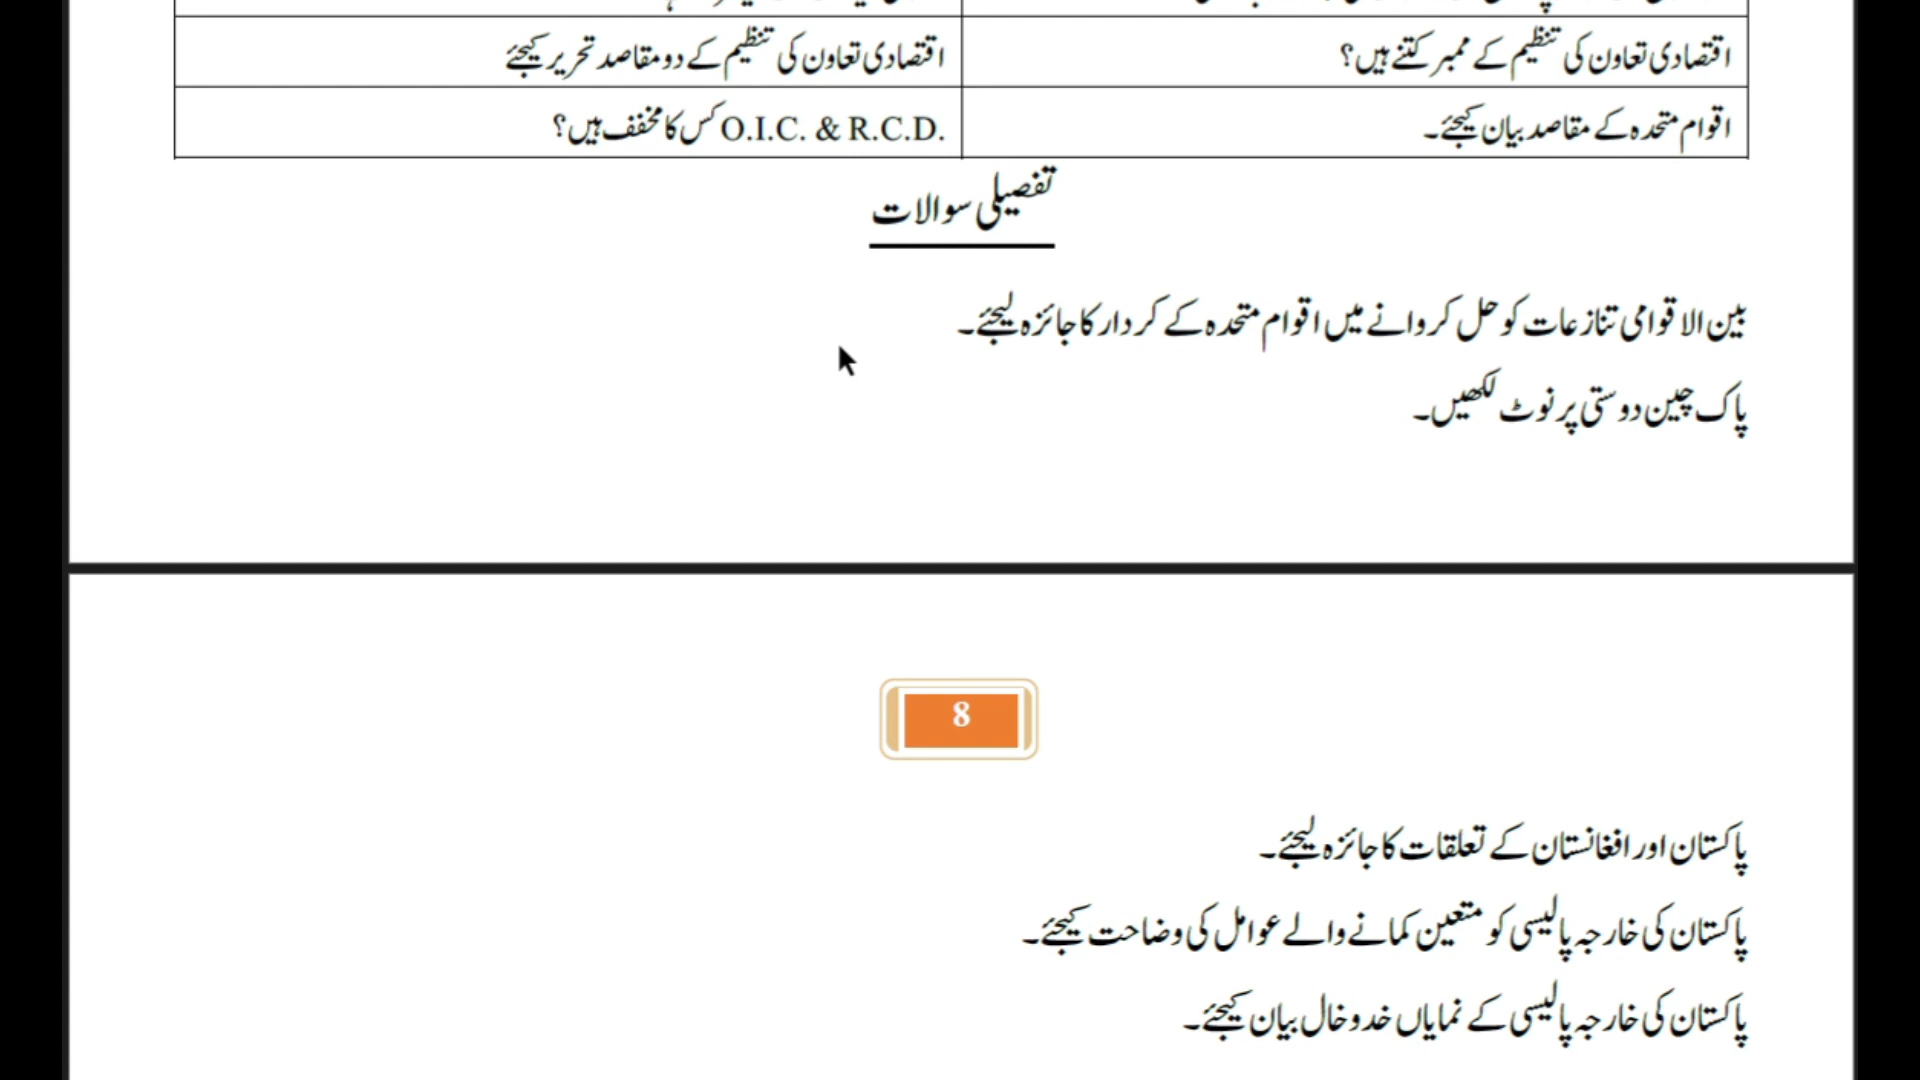 اقتصادی تعاون کی تنظیم کے ممبر کتنے ہیں؟
اقتصادی تعاون کی تنظیم کے دو مقاصد تحریر کیجئے
اقوام متحدہ کے مقاصد بیان کیجئے۔
O.I.C. & R.C.D. کس کا مخفف ہیں؟
تفصیلی سوالات
بین الاقوامی تنازعات کو حل کروانے میں اقوام متحدہ کے کردار کا جائزہ لیجئے۔
پاک چین دوستی پر نوٹ لکھیں۔
8
پاکستان اور افغانستان کے تعلقات کا جائزہ لیجئے۔
پاکستان کی خارجہ پالیسی کو متعین کمانے والے عوامل کی وضاحت کیجئے۔
پاکستان کی خارجہ پالیسی کے نمایاں خدوخال بیان کیجئے۔